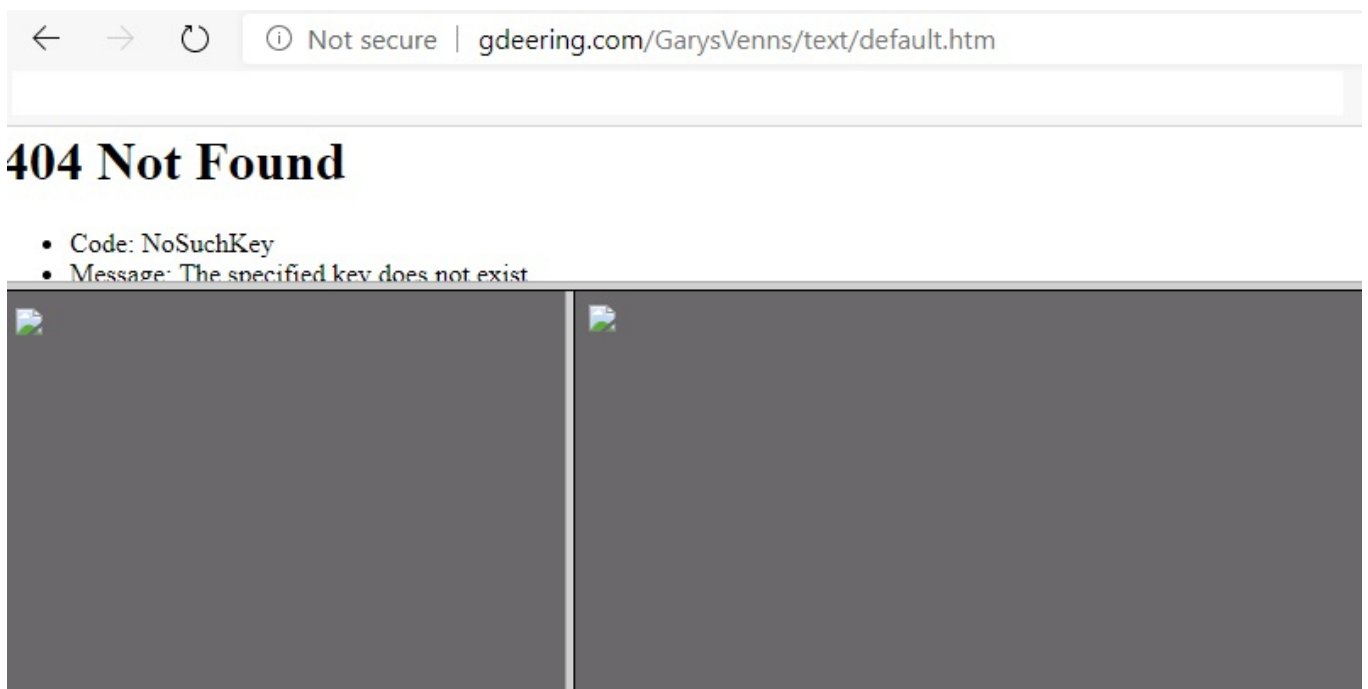 Not secure | gdeering.com/GarysVenns/text/default.htm
404 Not Found
• Code: NoSuchKey
• Message: The specified key does not exist